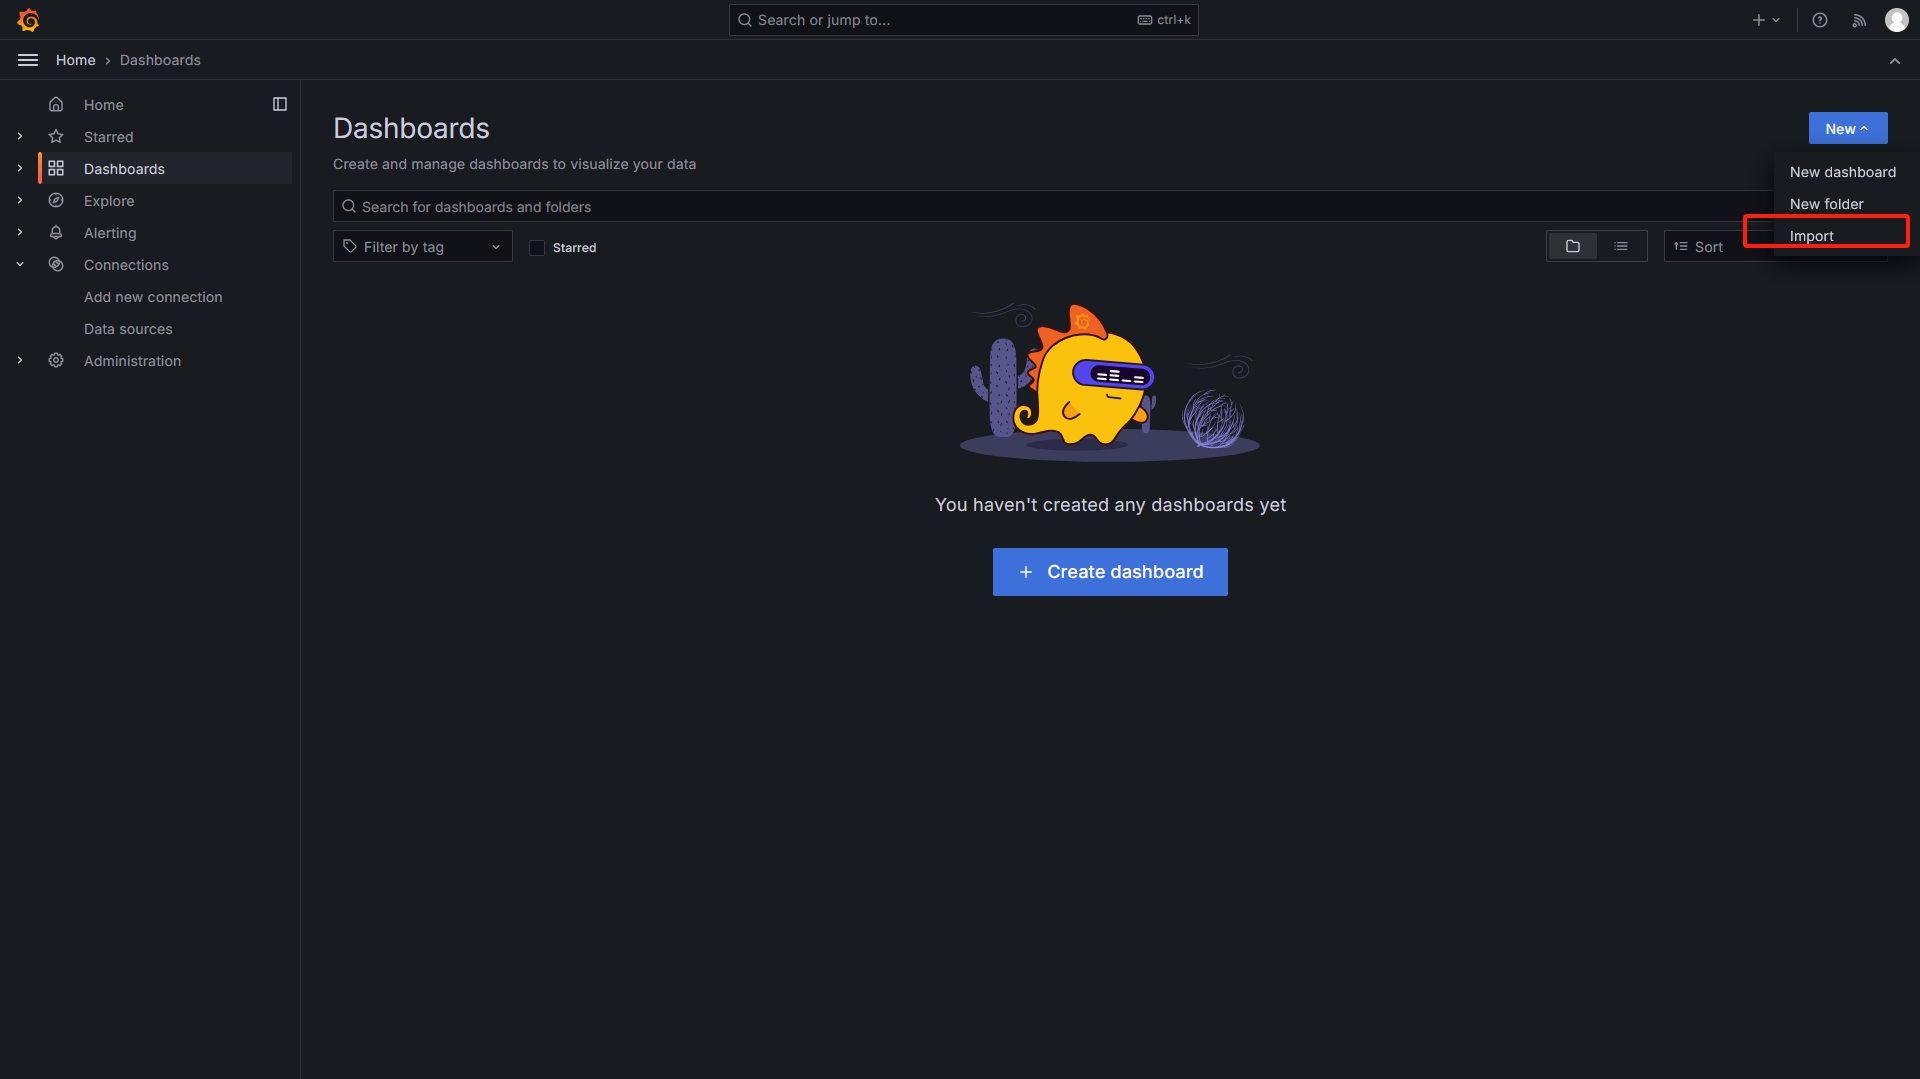 Search or jump to...
ctrl+k
Home
Dashboards
Home
Starred
Dashboards
Explore
Alerting
Connections
Add new connection
Data sources
Administration
Dashboards
Create and manage dashboards to visualize your data
New
New dashboard
New folder
Import
Search for dashboards and folders
Filter by tag
Starred
Sort
You haven't created any dashboards yet
Create dashboard